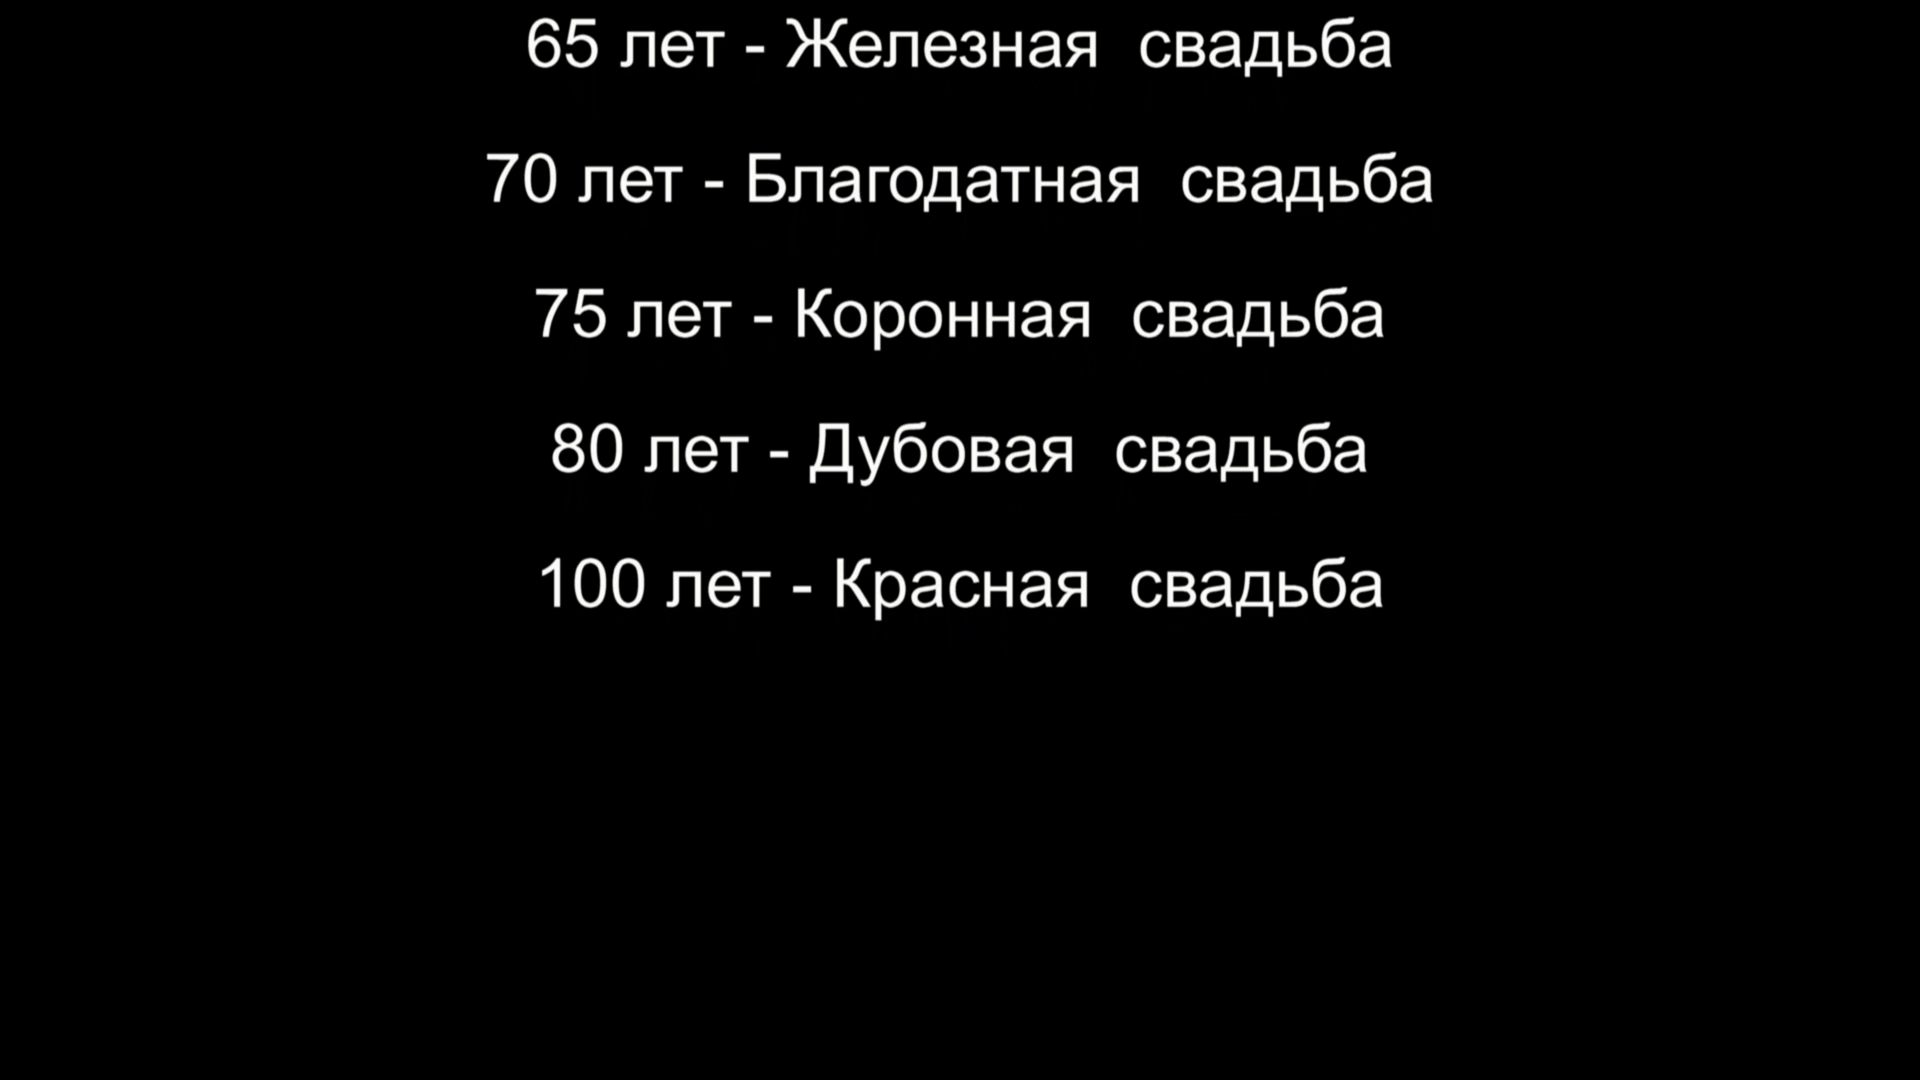 65 лет - Железная  свадьба
70 лет - Благодатная  свадьба
75 лет - Коронная  свадьба
80 лет - Дубовая  свадьба
100 лет - Красная  свадьба